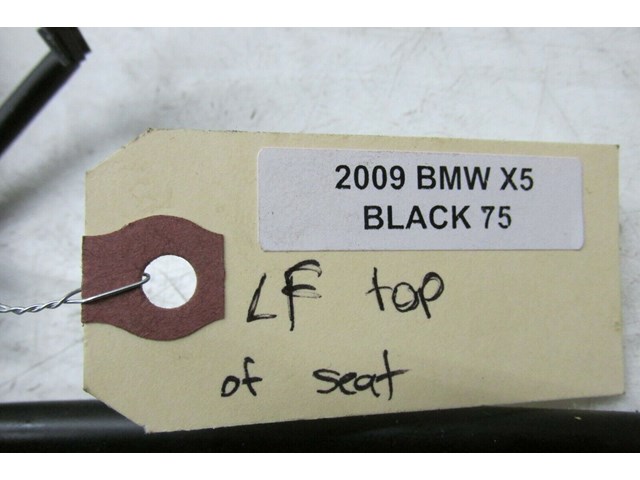 2009 BMW X5
BLACK 75
LF top
of seat